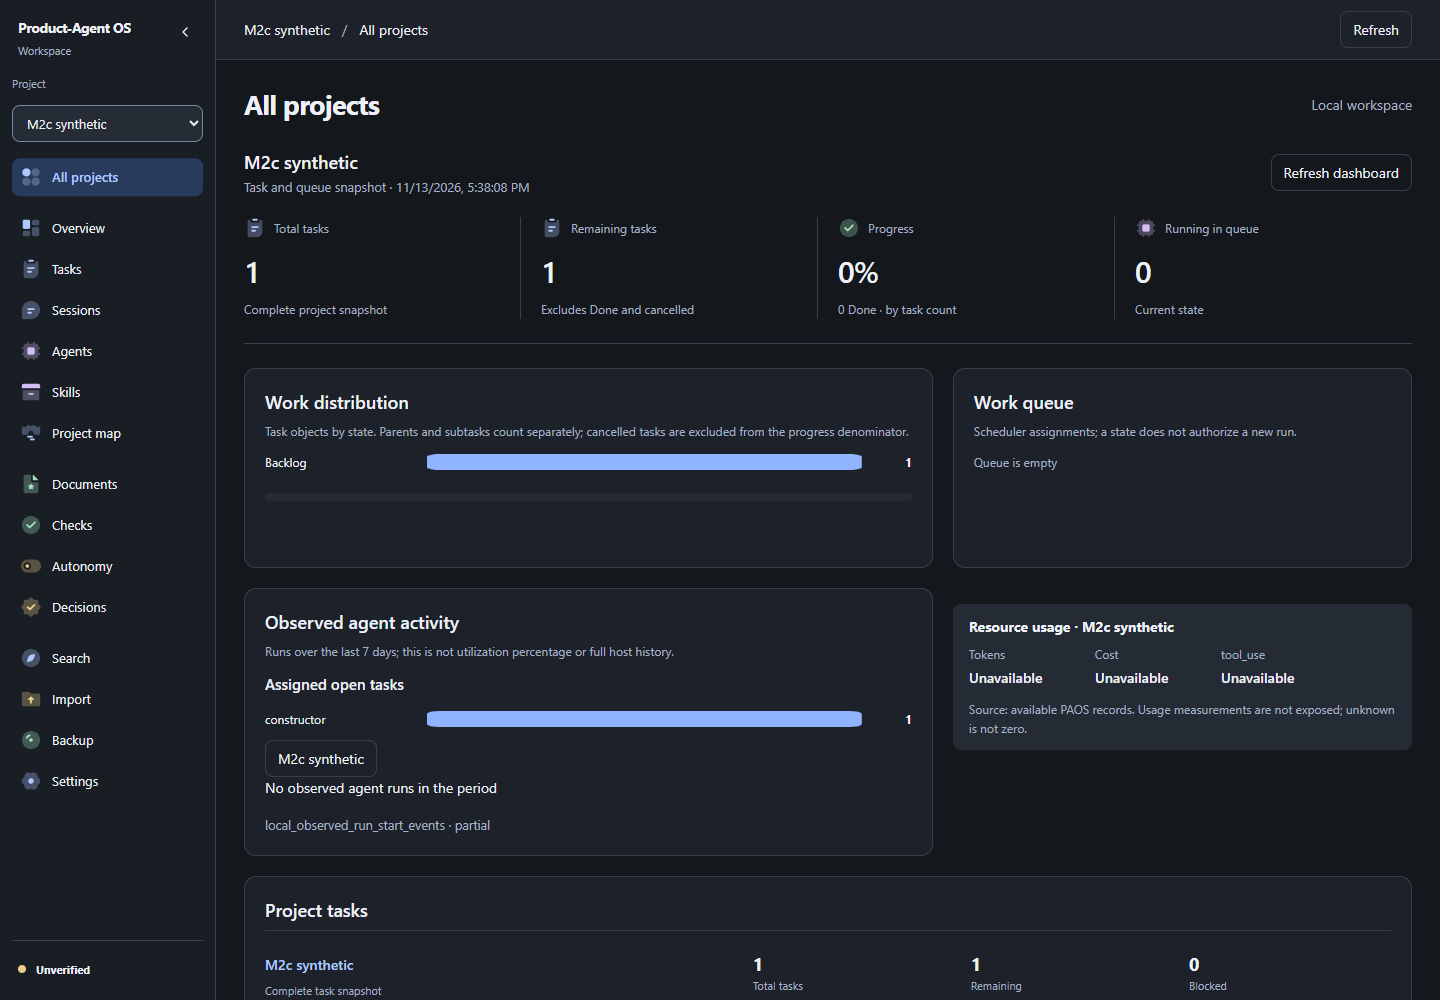 Product-Agent OS
Workspace
Project
M2c synthetic
All projects
Overview
Tasks
Sessions
Agents
Skills
Project map
Documents
Checks
Autonomy
Decisions
Search
Import
Backup
Settings
Unverified
M2c synthetic / All projects
Refresh
All projects
Local workspace
M2c synthetic
Task and queue snapshot · 11/13/2026, 5:38:08 PM
Refresh dashboard
Total tasks
1
Complete project snapshot
Remaining tasks
1
Excludes Done and cancelled
Progress
0%
0 Done · by task count
Running in queue
0
Current state
Work distribution
Task objects by state. Parents and subtasks count separately; cancelled tasks are excluded from the progress denominator.
Backlog 1
Work queue
Scheduler assignments; a state does not authorize a new run.
Queue is empty
Observed agent activity
Runs over the last 7 days; this is not utilization percentage or full host history.
Assigned open tasks
constructor 1
M2c synthetic
No observed agent runs in the period
local_observed_run_start_events · partial
Resource usage · M2c synthetic
Tokens Cost tool_use
Unavailable Unavailable Unavailable
Source: available PAOS records. Usage measurements are not exposed; unknown
is not zero.
Project tasks
M2c synthetic 1 1 0
Complete task snapshot Total tasks Remaining Blocked